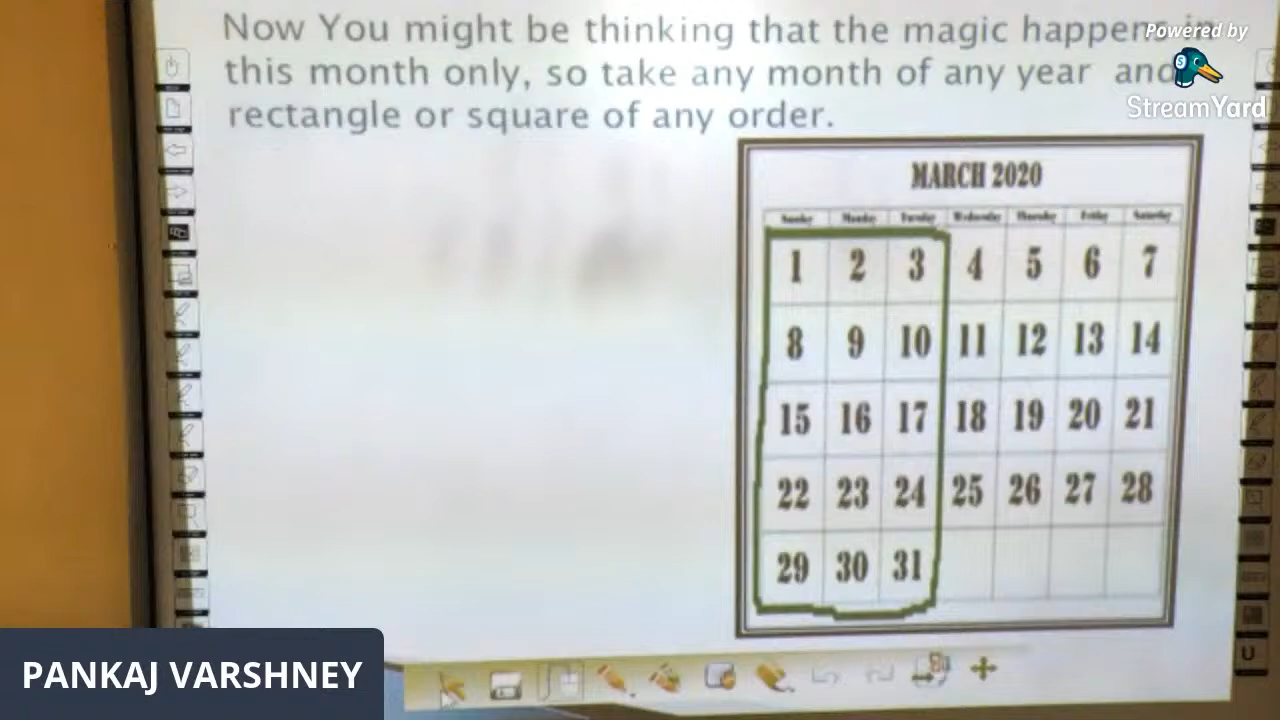 Now You might be thinking that the magic happens in
this month only, so take any month of any year and
rectangle or square of any order.
Powered by
StreamYard
MARCH 2020
Sunday Monday Tuesday Wednesday Thursday Friday Saturday
1 2 3 4 5 6 7
8 9 10 11 12 13 14
15 16 17 18 19 20 21
22 23 24 25 26 27 28
29 30 31
PANKAJ VARSHNEY